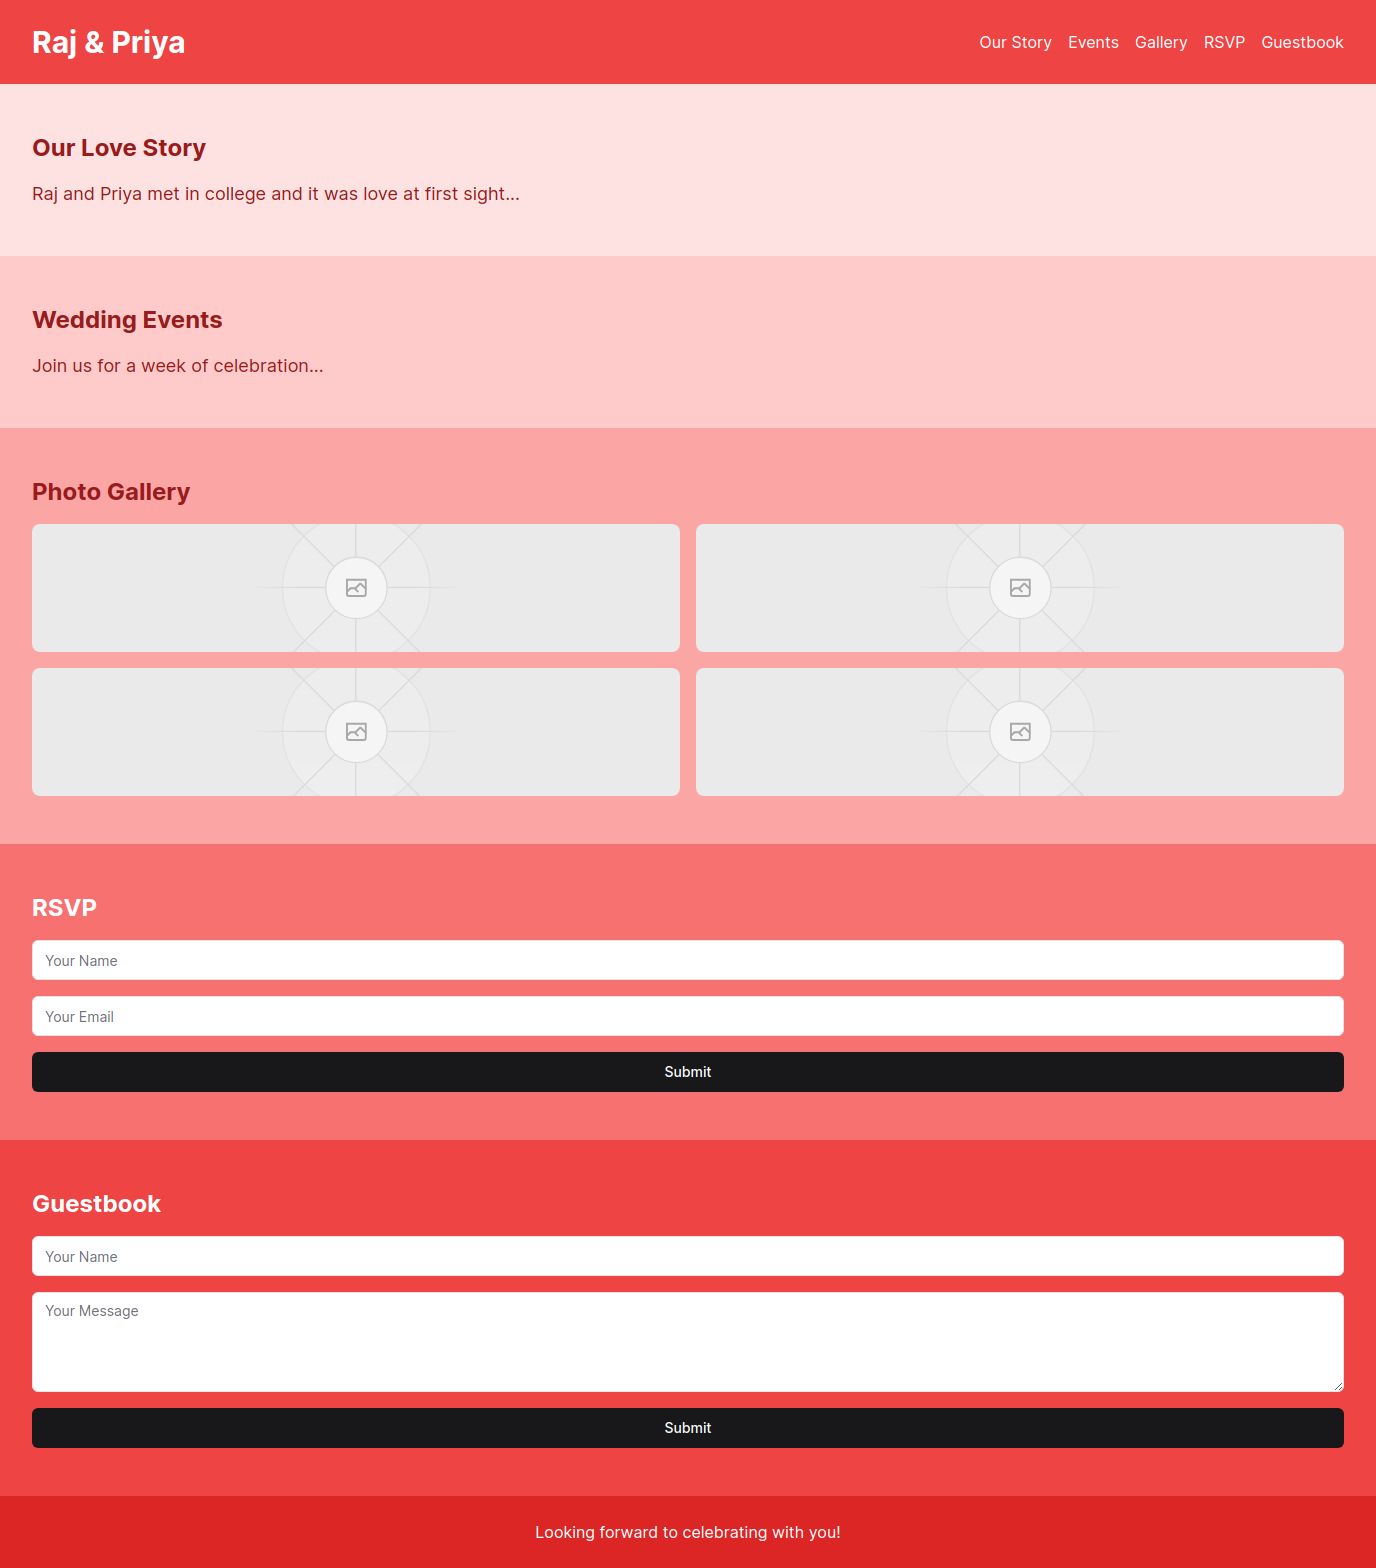 Raj & Priya
Our Story Events Gallery RSVP Guestbook
Our Love Story
Raj and Priya met in college and it was love at first sight...
Wedding Events
Join us for a week of celebration...
Photo Gallery
RSVP
Your Name
Your Email
Submit
Guestbook
Your Name
Your Message
Submit
Looking forward to celebrating with you!